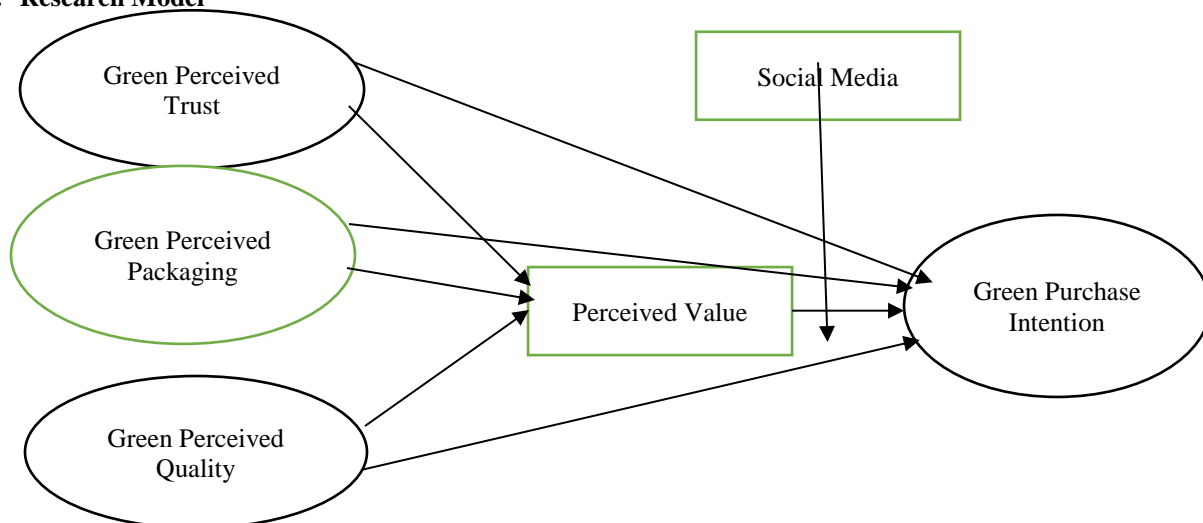 . Research Model
Green Perceived
Trust
Social Media
Green Perceived
Packaging
Perceived Value
Green Purchase
Intention
Green Perceived
Quality